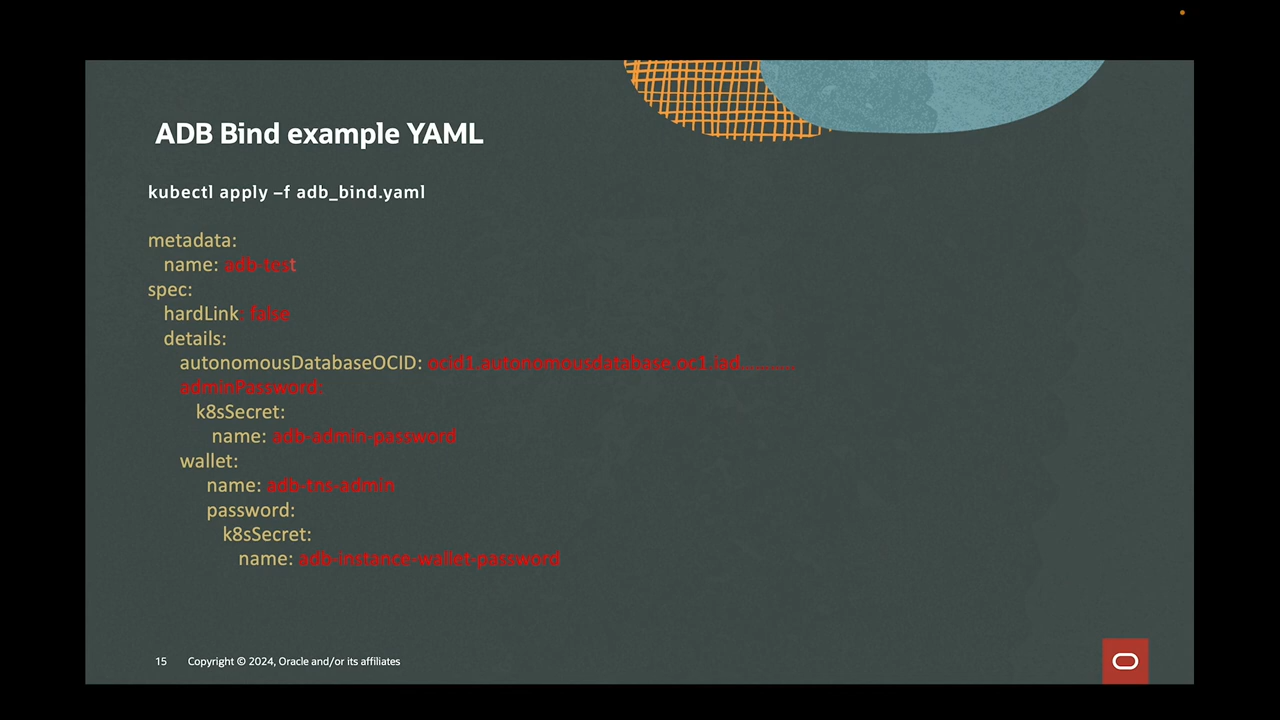 ADB Bind example YAML
kubectl apply –f adb_bind.yaml
metadata:
name: adb-test
spec:
hardLink: false
details:
autonomousDatabaseOCID: ocid1.autonomousdatabase.oc1.iad...........
adminPassword:
k8sSecret:
name: adb-admin-password
wallet:
name: adb-tns-admin
password:
k8sSecret:
name: adb-instance-wallet-password
15 Copyright © 2024, Oracle and/or its affiliates